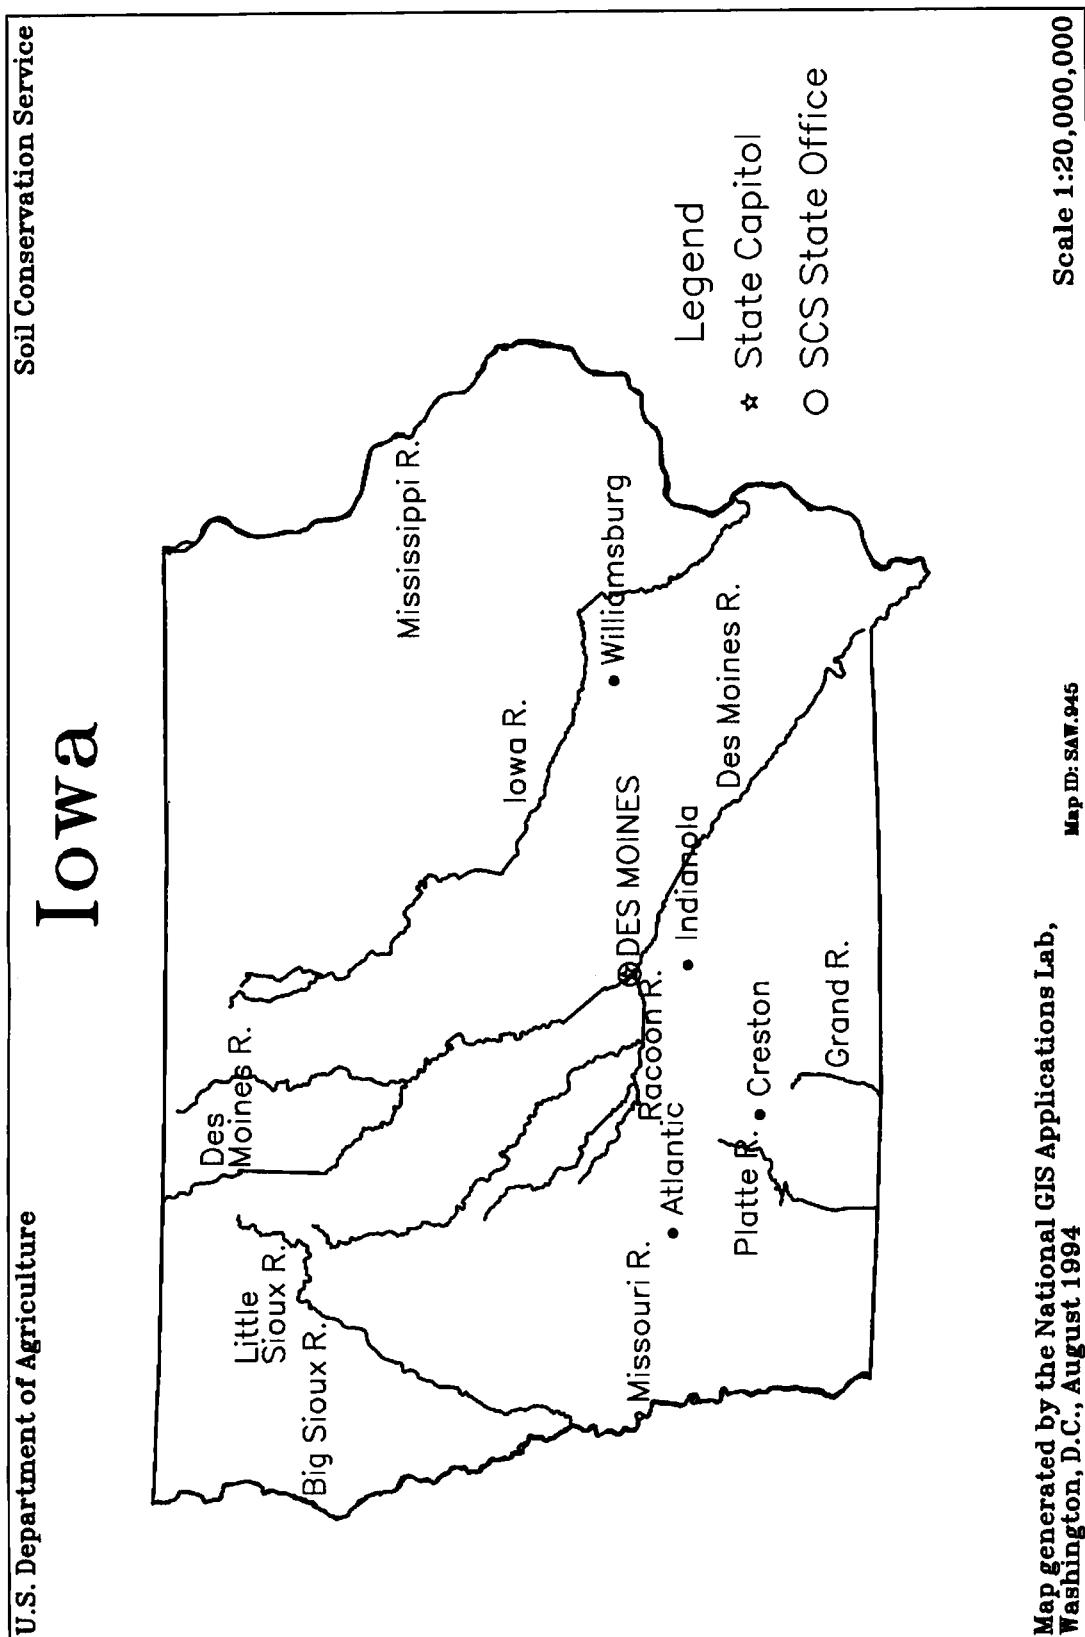 U.S. Department of Agriculture
Soil Conservation Service
Iowa
Des
Moines R.
Little
Sioux R.
Big Sioux R.
Mississippi R.
Iowa R.
Missouri R.
Atlantic
Racoon R.
DES MOINES
Williamsburg
Indianola
Des Moines R.
Platte R.
Creston
Grand R.
Legend
State Capitol
SCS State Office
Map generated by the National GIS Applications Lab,
Washington, D.C., August 1994
Map ID: SAW.945
Scale 1:20,000,000